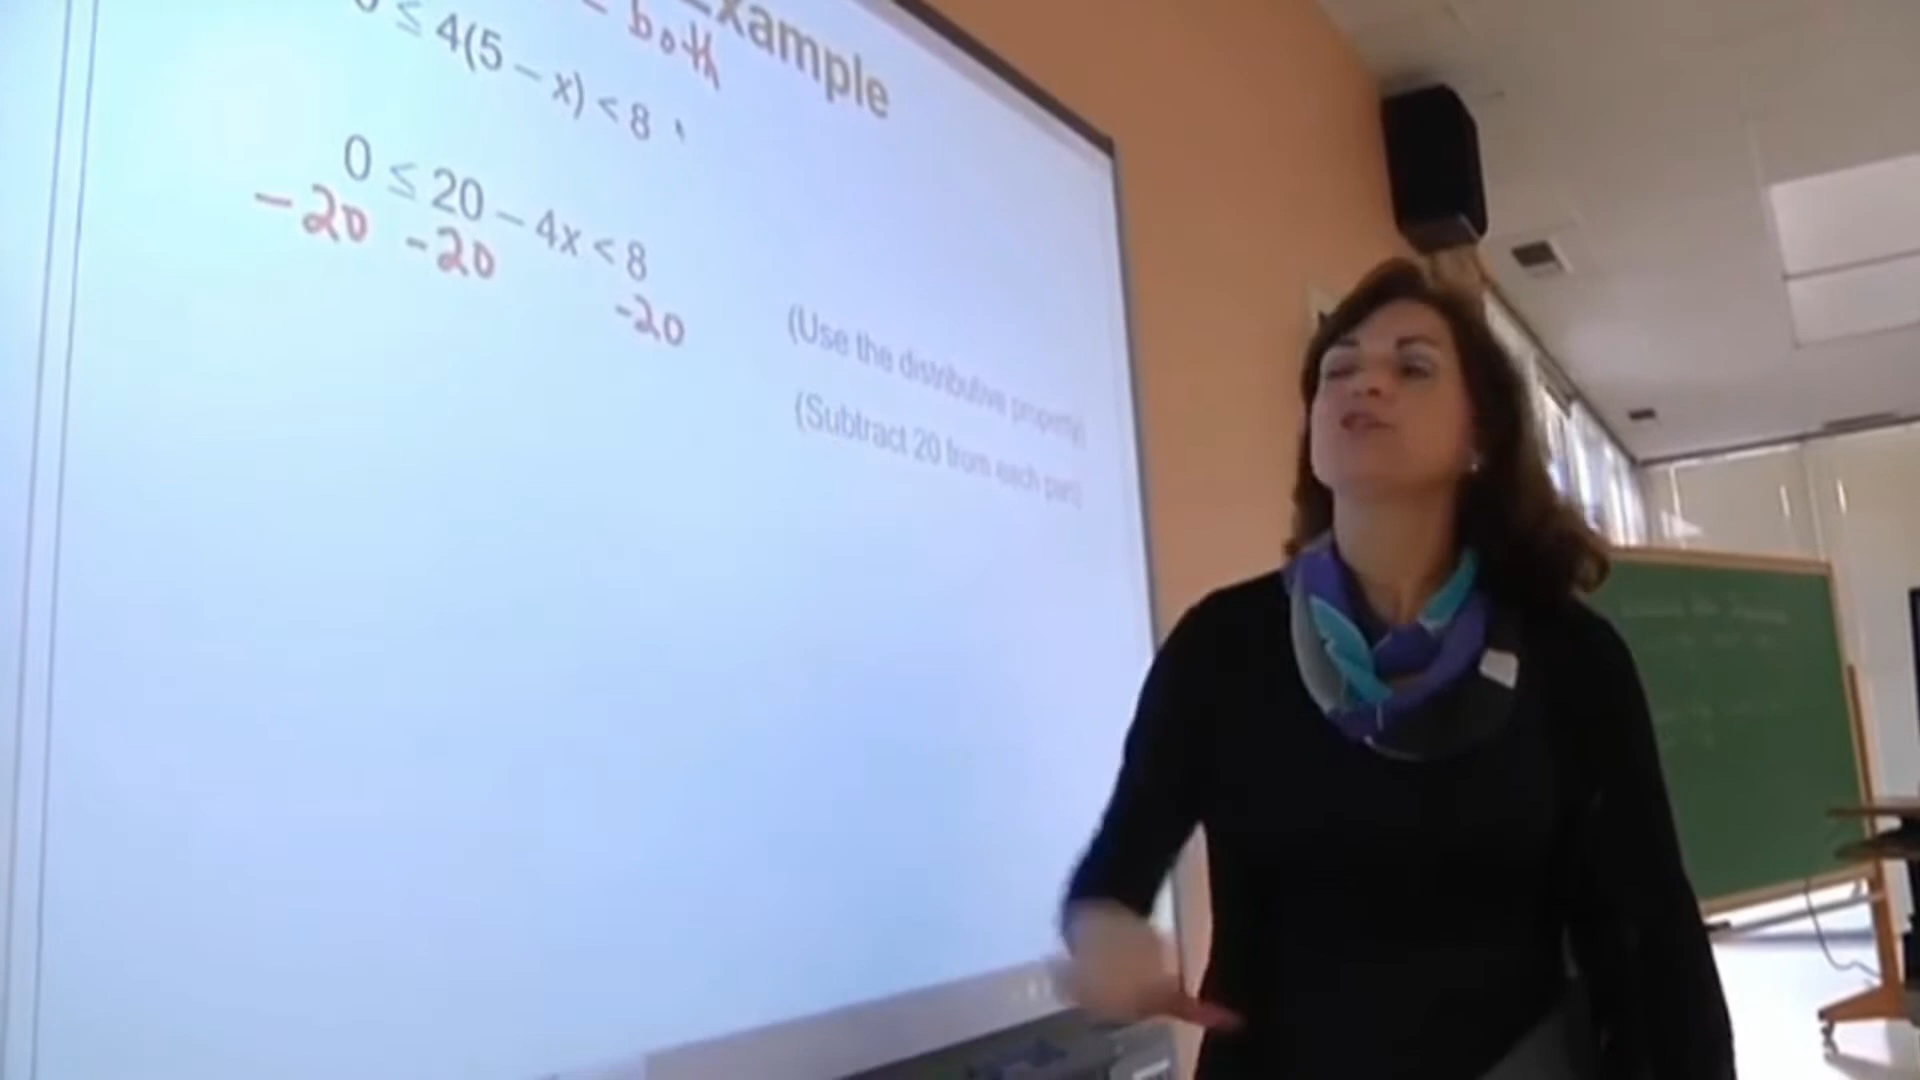 Example
both
0 ≤ 4(5 – x) < 8
0 ≤ 20 – 4x < 8
-20 -20 -20
(Use the distributive property)
(Subtract 20 from each part)